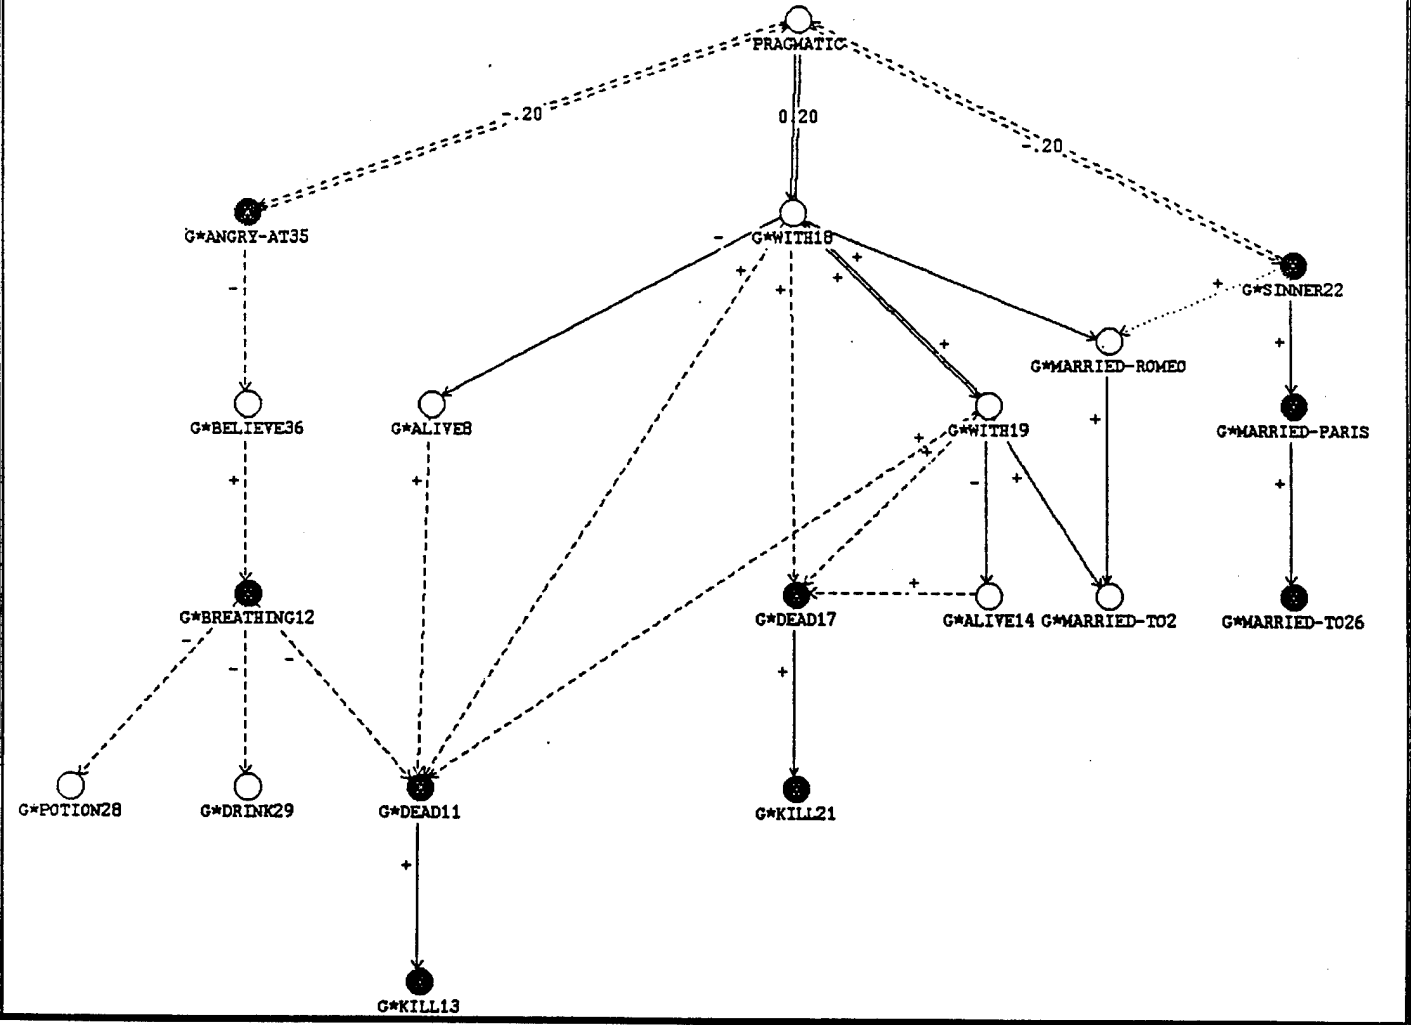 PRAGMATIC
-.20
0.20
-.20
G*ANGRY-AT35
-
G*WITH18
+
+
+
+
-
G*SINNER22
+
+
G*MARRIED-ROMEO
+
+
G*BELIEVE36
+
G*ALIVE8
+
G*WITH19
+
+
-
+
G*MARRIED-PARIS
+
G*BREATHING12
-
-
-
G*DEAD17
+
+
G*ALIVE14
G*MARRIED-TO2
G*MARRIED-TO26
G*POTION28
G*DRINK29
G*DEAD11
+
G*KILL21
G*KILL13